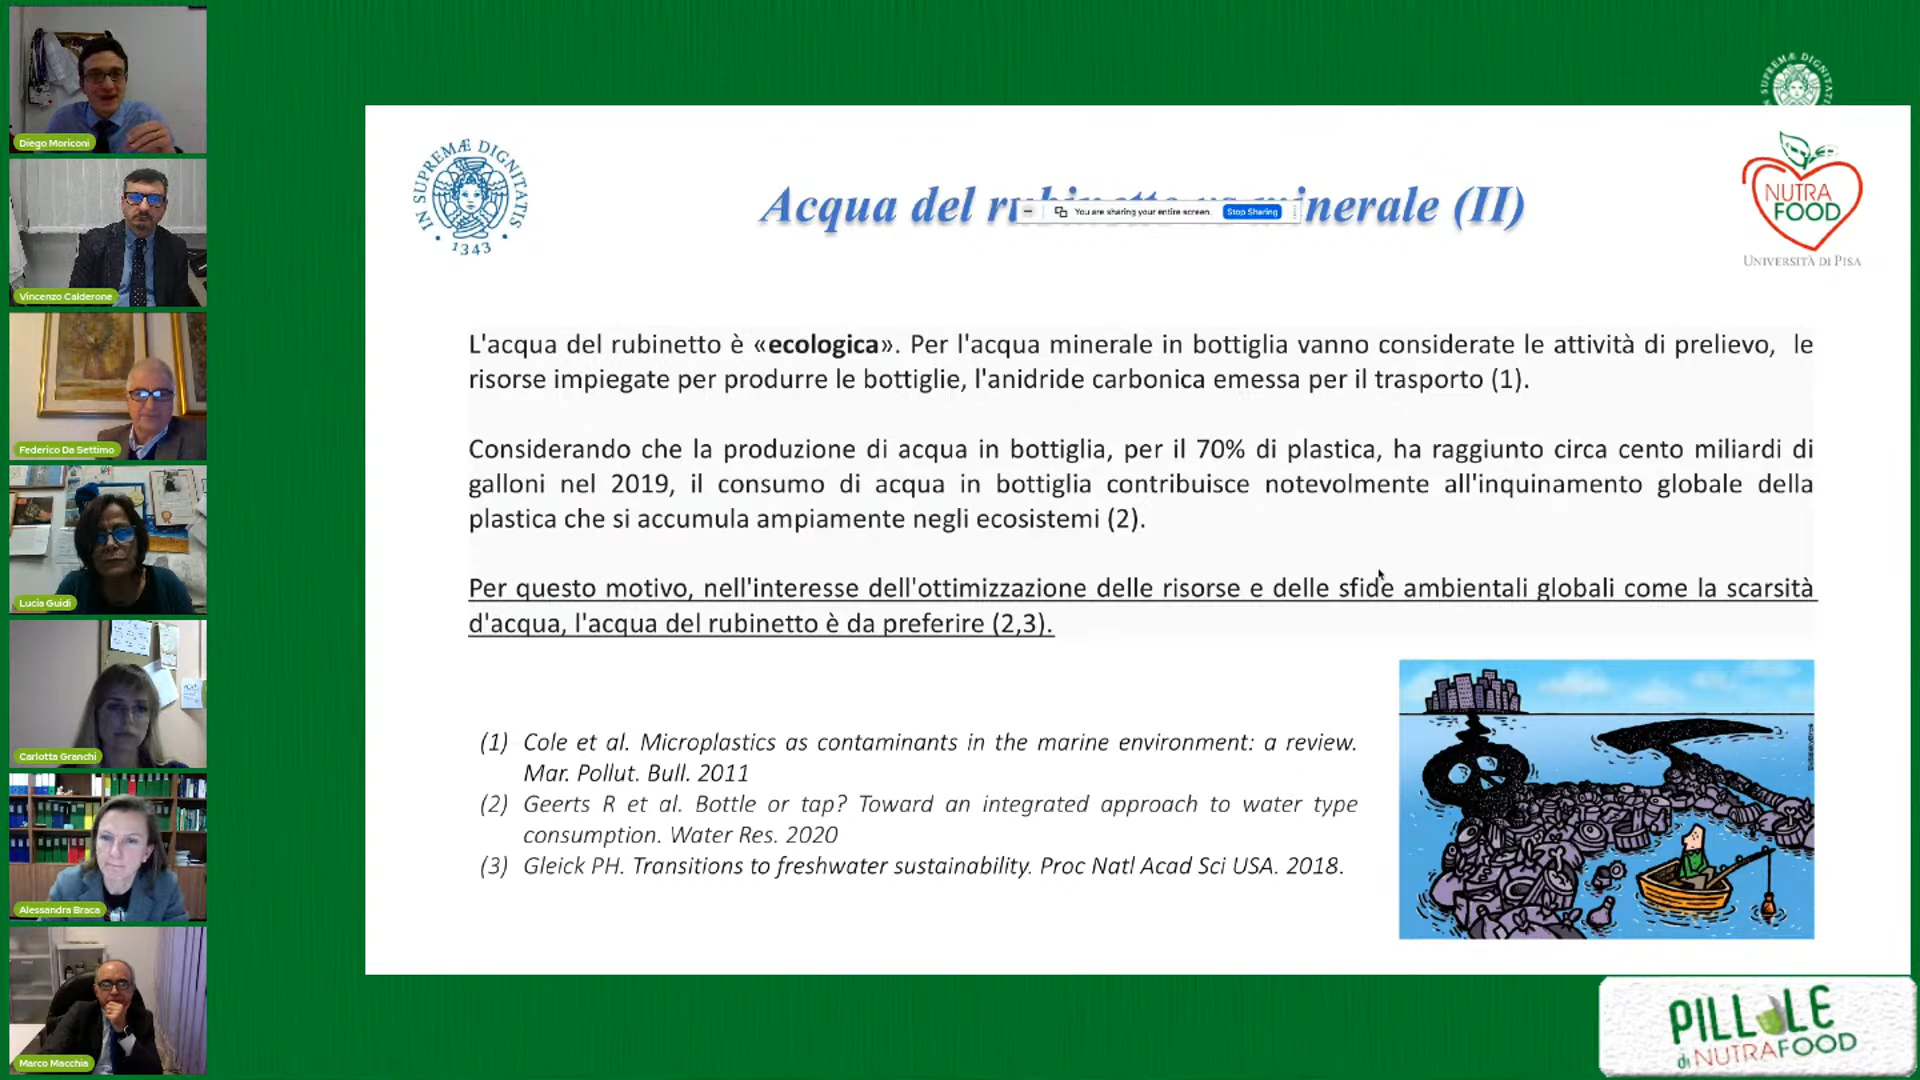 Diego Moriconi
Vincenzo Calderone
Federico Da Settimo
Lucia Guidi
Carlotta Granchi
Alessandra Braca
Marco Macchia
IN SUPREMÆ DIGNITATIS
1343
Acqua del minerale (II)
You are sharing your entire screen. Stop Sharing
NUTRA
FOOD
UNIVERSITÀ DI PISA
L'acqua del rubinetto è «ecologica». Per l'acqua minerale in bottiglia vanno considerate le attività di prelievo, le
risorse impiegate per produrre le bottiglie, l'anidride carbonica emessa per il trasporto (1).
Considerando che la produzione di acqua in bottiglia, per il 70% di plastica, ha raggiunto circa cento miliardi di
galloni nel 2019, il consumo di acqua in bottiglia contribuisce notevolmente all'inquinamento globale della
plastica che si accumula ampiamente negli ecosistemi (2).
Per questo motivo, nell'interesse dell'ottimizzazione delle risorse e delle sfide ambientali globali come la scarsità
d'acqua, l'acqua del rubinetto è da preferire (2,3).
(1) Cole et al. Microplastics as contaminants in the marine environment: a review.
Mar. Pollut. Bull. 2011
(2) Geerts R et al. Bottle or tap? Toward an integrated approach to water type
consumption. Water Res. 2020
(3) Gleick PH. Transitions to freshwater sustainability. Proc Natl Acad Sci USA. 2018.
PILLOLE
di NUTRAFOOD